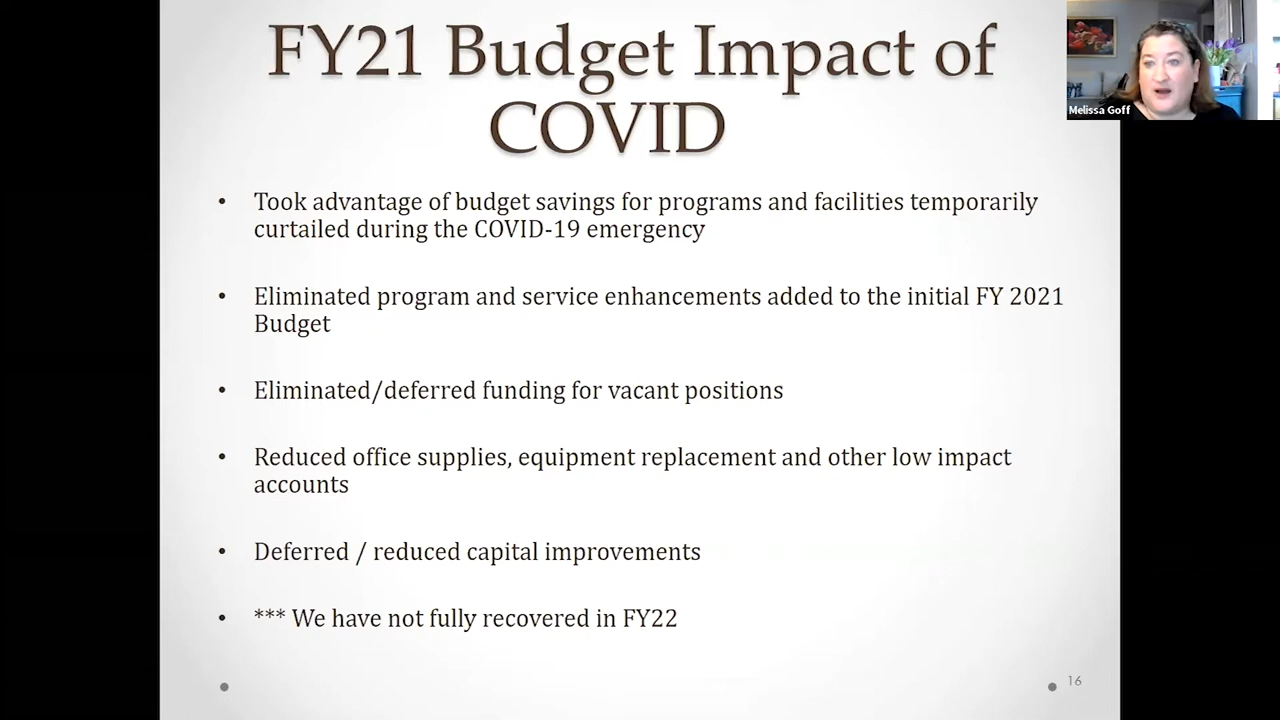 FY21 Budget Impact of
COVID
Melissa Goff
• Took advantage of budget savings for programs and facilities temporarily
curtailed during the COVID-19 emergency
• Eliminated program and service enhancements added to the initial FY 2021
Budget
• Eliminated/deferred funding for vacant positions
• Reduced office supplies, equipment replacement and other low impact
accounts
• Deferred / reduced capital improvements
• *** We have not fully recovered in FY22
16